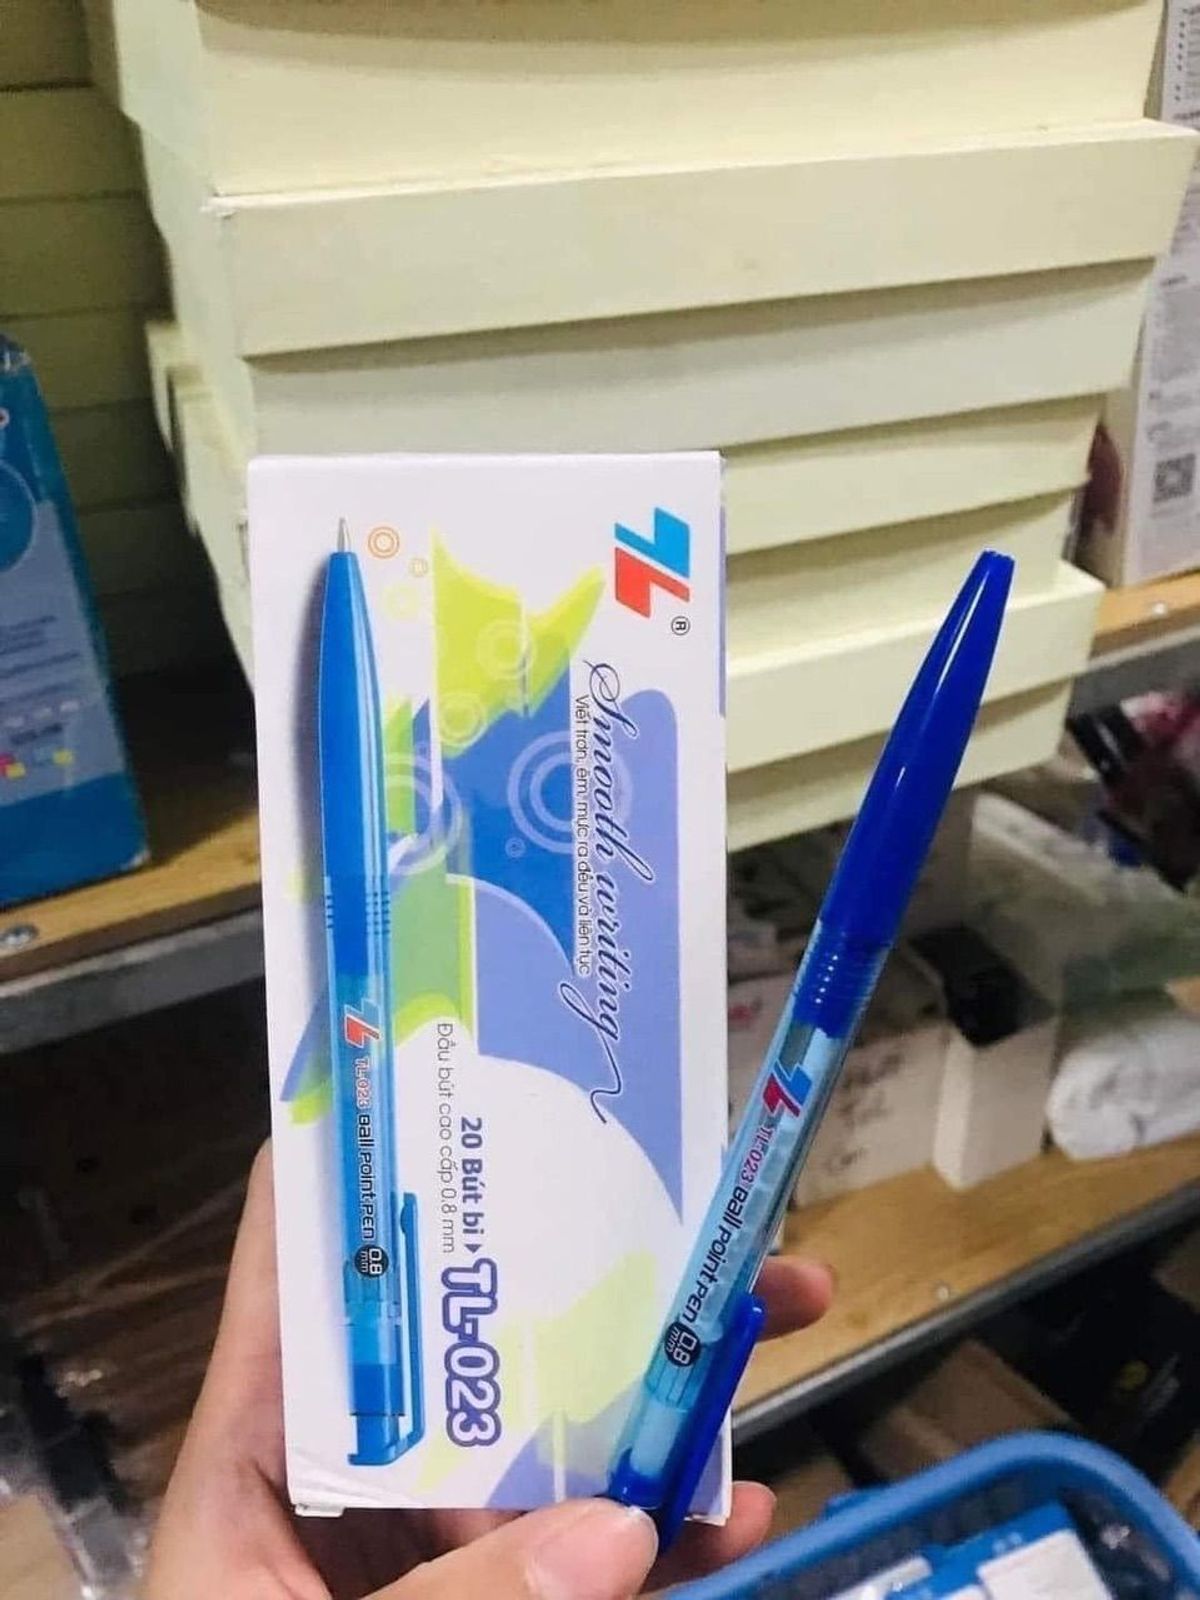 TL
®
Smooth writing
Viết trơn, êm, mực ra đều và liên tục
20 Bút bi
TL-023
Đầu bút cao cấp 0.8 mm
TL
TL-023 Ball Point PEN 0.8 mm
TL
TL-023 Ball Point PEN 0.8 mm